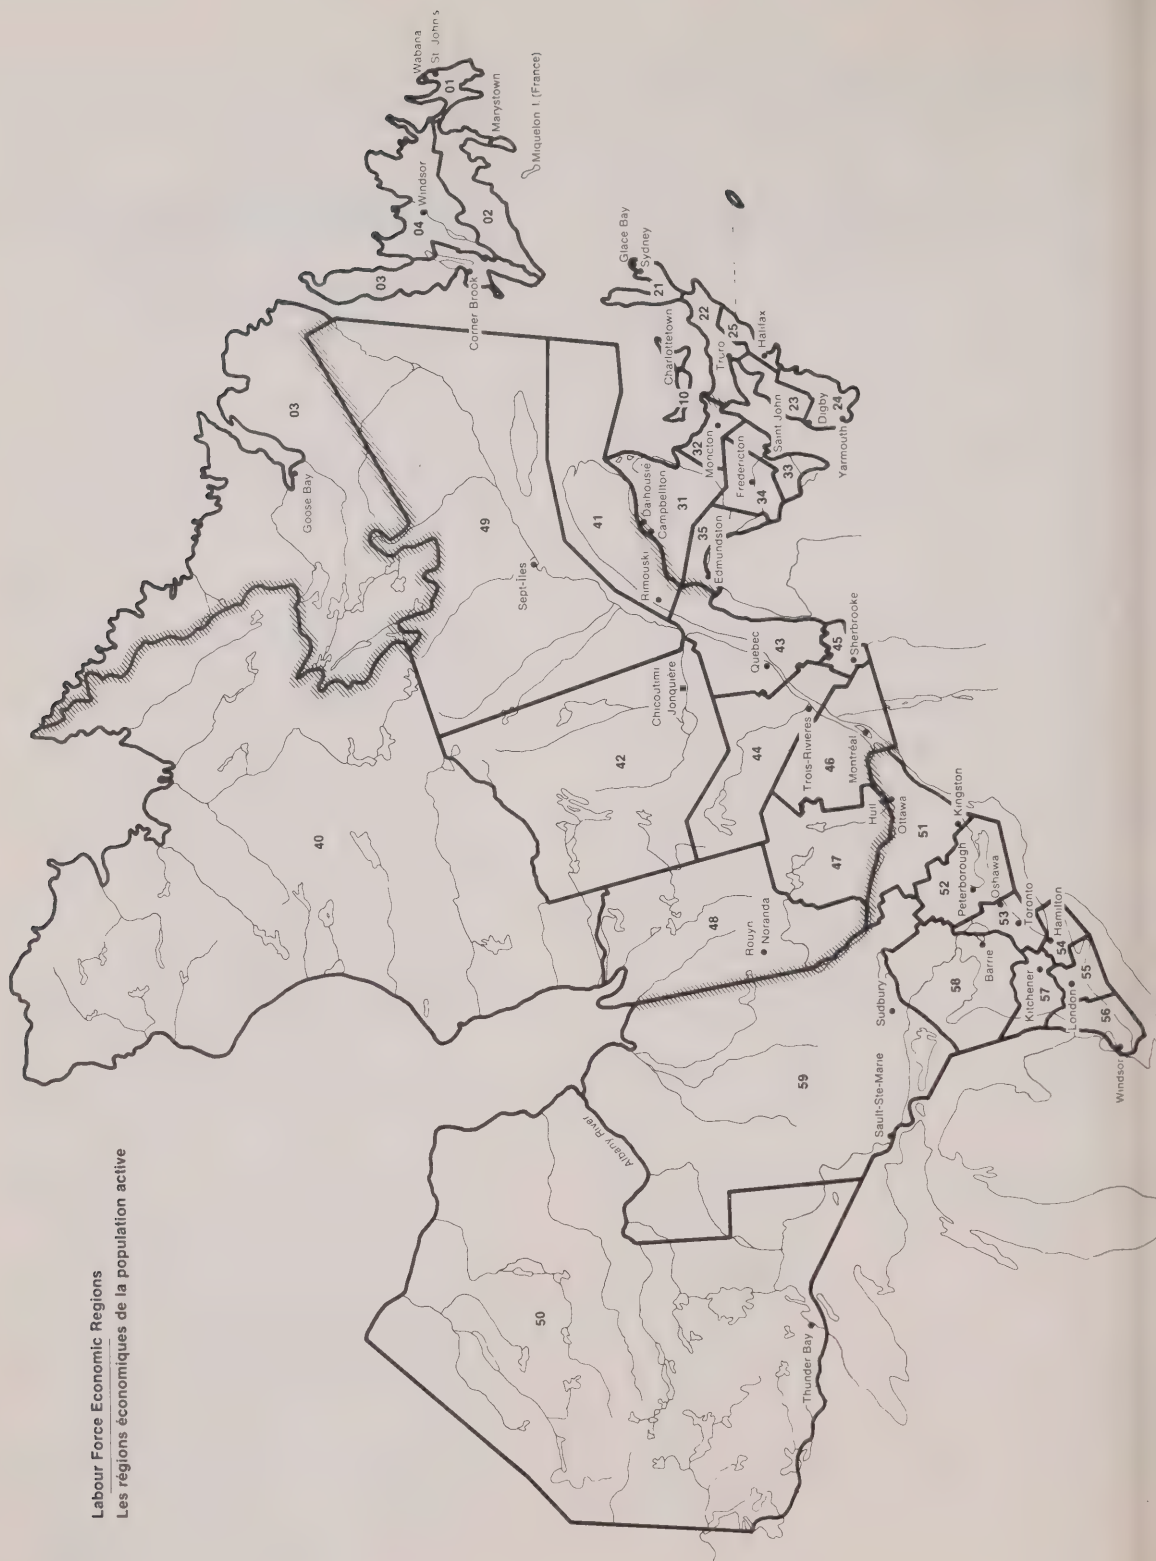 Labour Force Economic Regions
Les régions économiques de la population active
Wabana
St John's
01
Marystown
Miquelon I. (France)
Windsor
04
02
03
Corner Brook
03
Goose Bay
Glace Bay
Sydney
21
22
25
Halifax
Truro
Charlottetown
10
23
Digby
24
Yarmouth
Saint John
32
Moncton
Fredericton
33
34
31
Dalhousie
Campbellton
35
Edmundston
41
Rimouski
49
Sept-Îles
40
42
Chicoutimi
Jonquière
Quebec
43
45
Sherbrooke
44
Trois-Rivières
46
Montréal
47
Hull
Ottawa
48
Rouyn
Noranda
51
Kingston
52
Peterborough
Oshawa
53
Toronto
Hamilton
54
55
Barrie
58
Kitchener
57
London
56
Windsor
Sudbury
59
Sault-Ste-Marie
Albany River
50
Thunder Bay